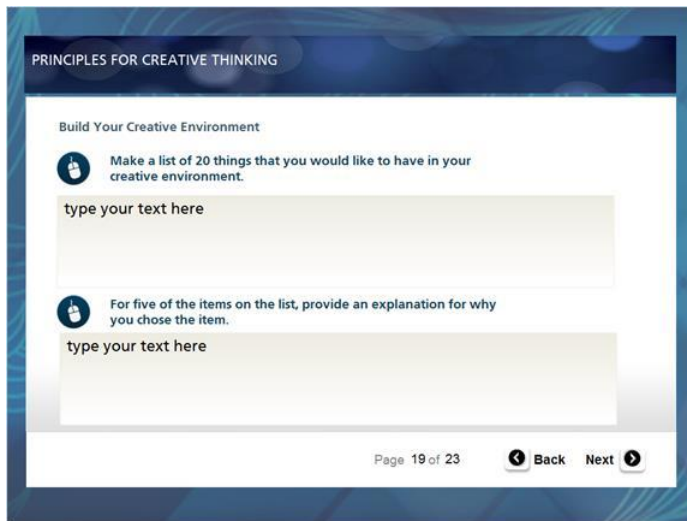 PRINCIPLES FOR CREATIVE THINKING
Build Your Creative Environment
Make a list of 20 things that you would like to have in your
creative environment.
type your text here
For five of the items on the list, provide an explanation for why
you chose the item.
type your text here
Page 19 of 23 Back Next